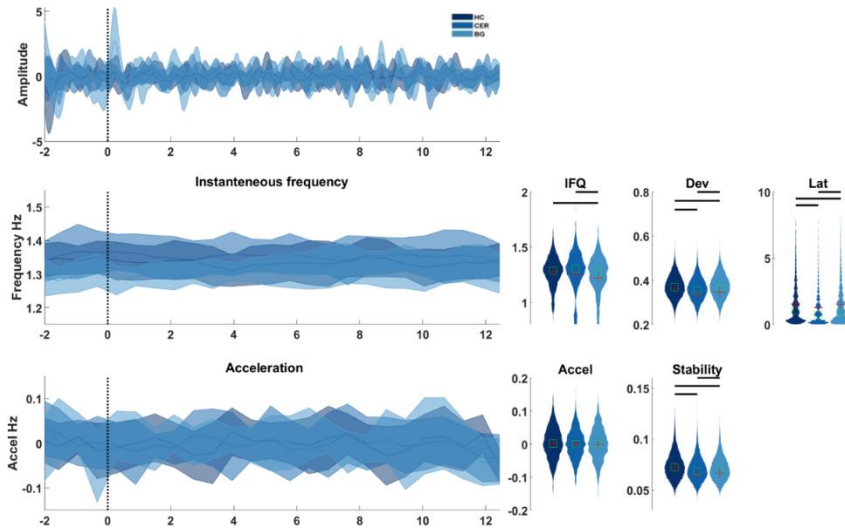 5
0
-5
Amplitude
HC
CER
BG
-2 0 2 4 6 8 10 12
Instantaneous frequency
Frequency Hz
1.5
1.4
1.3
1.2
-2 0 2 4 6 8 10 12
IFQ
2
1.5
1
Dev
0.8
0.6
0.4
0.2
Lat
10
5
0
Acceleration
Accel Hz
0.1
0
-0.1
-2 0 2 4 6 8 10 12
Accel
0.2
0.1
0
-0.1
-0.2
Stability
0.15
0.1
0.05